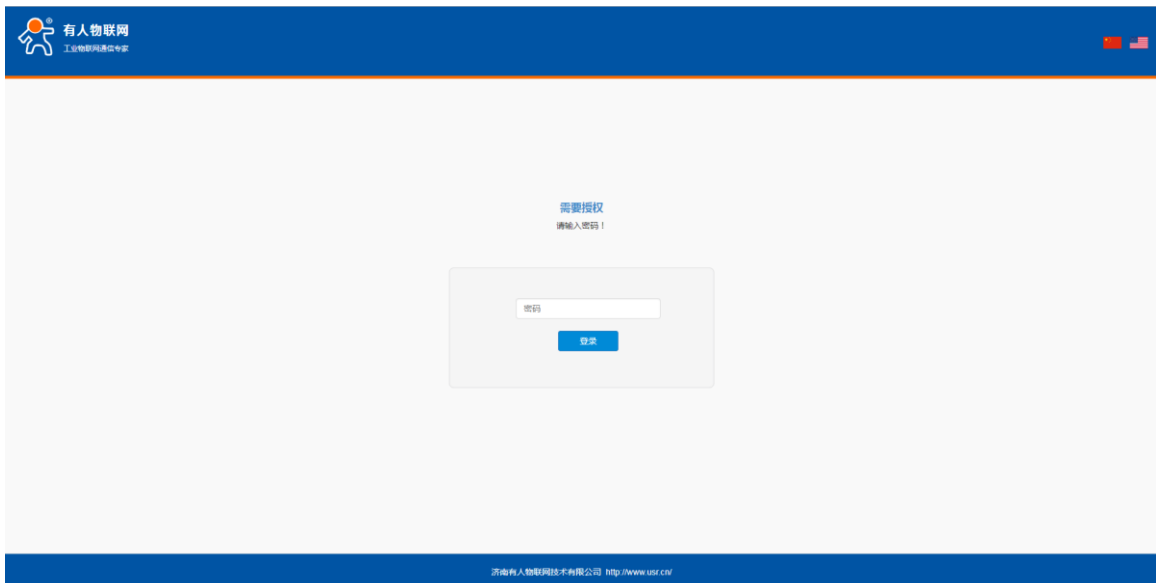 有人物联网
工业物联网通信专家
需要授权
请输入密码！
密码
登录
济南有人物联网技术有限公司 http://www.usr.cn/